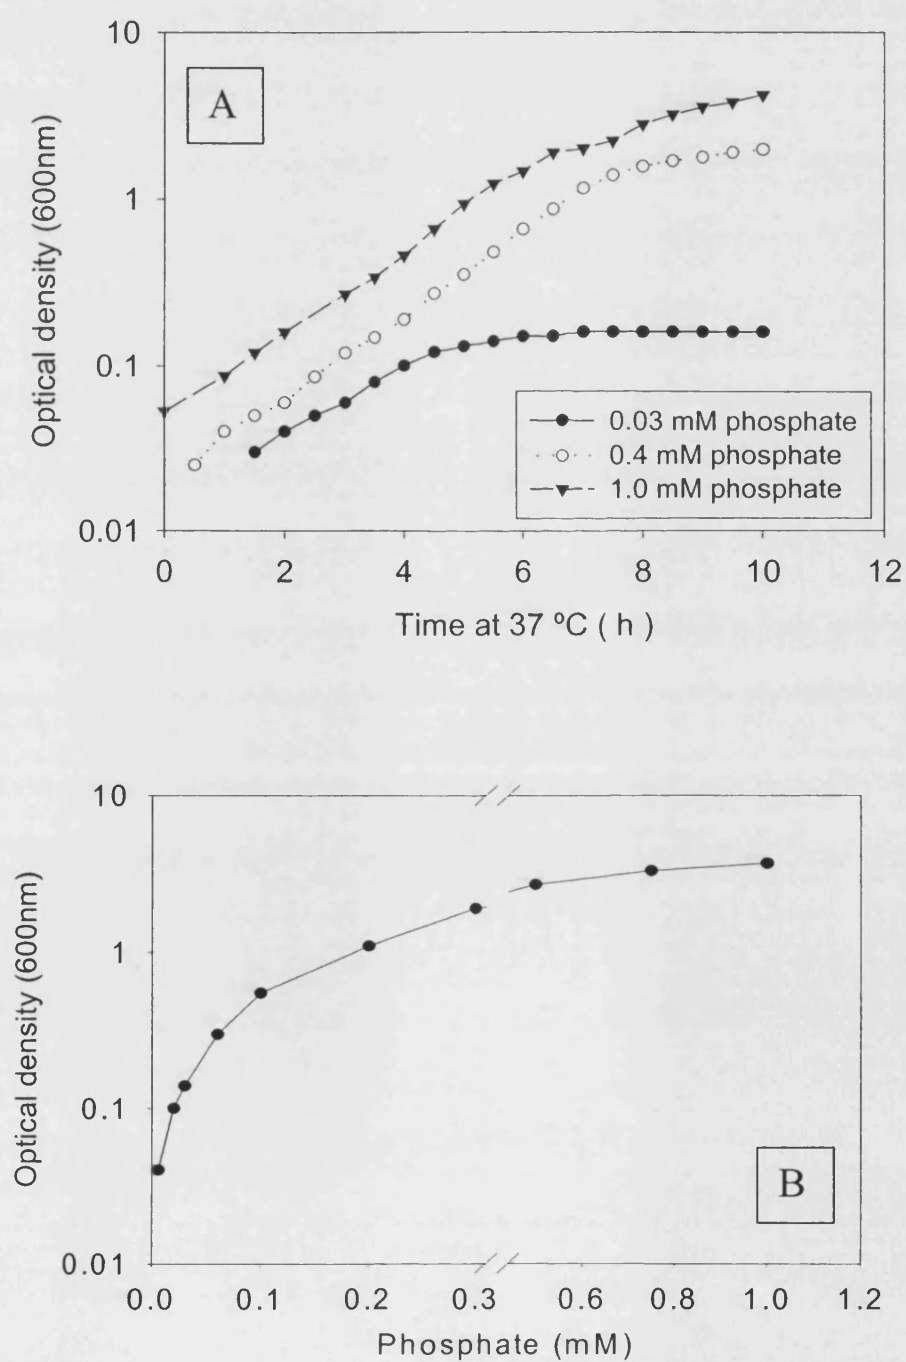 10
A
1
0.1
0.01
Optical density (600nm)
0.03 mM phosphate
0.4 mM phosphate
1.0 mM phosphate
0 2 4 6 8 10 12
Time at 37 ºC ( h )
10
1
0.1
0.01
Optical density (600nm)
B
0.0 0.1 0.2 0.3 0.6 0.8 1.0 1.2
Phosphate (mM)